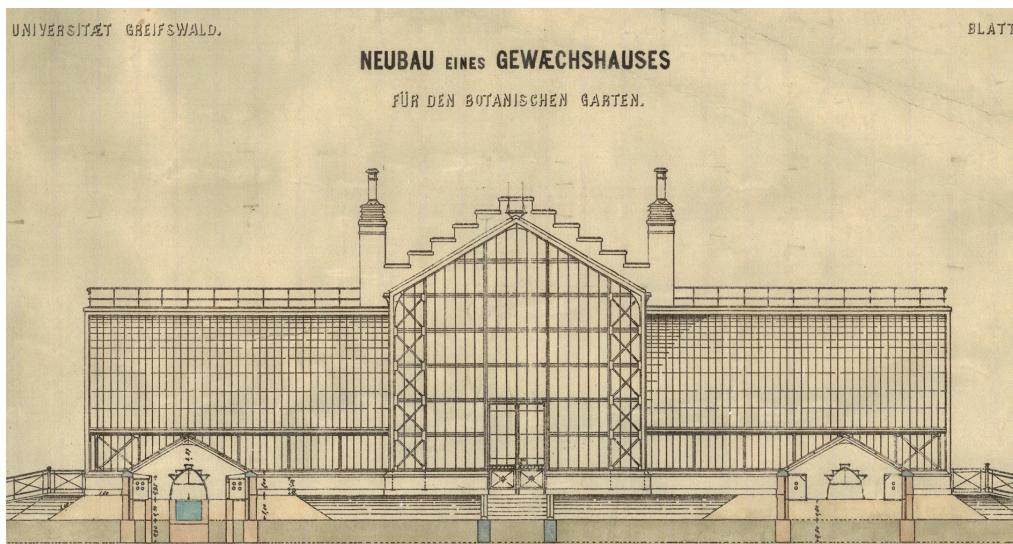 UNIVERSITÆT GREIFSWALD.
BLATT
NEUBAU EINES GEWÆCHSHAUSES
FÜR DEN BOTANISCHEN GARTEN.